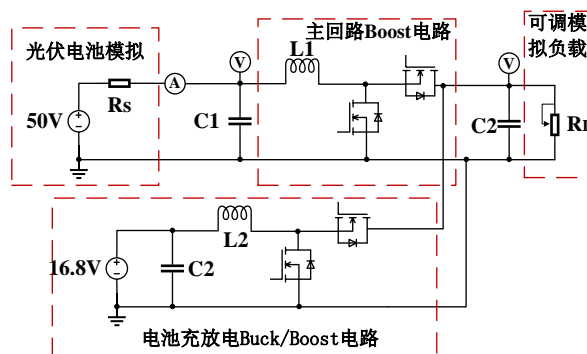 光伏电池模拟
主回路Boost电路
可调模
拟负载
L1
V
V
A
Rs
50V
C1
C2
L2
16.8V
C2
电池充放电Buck/Boost电路